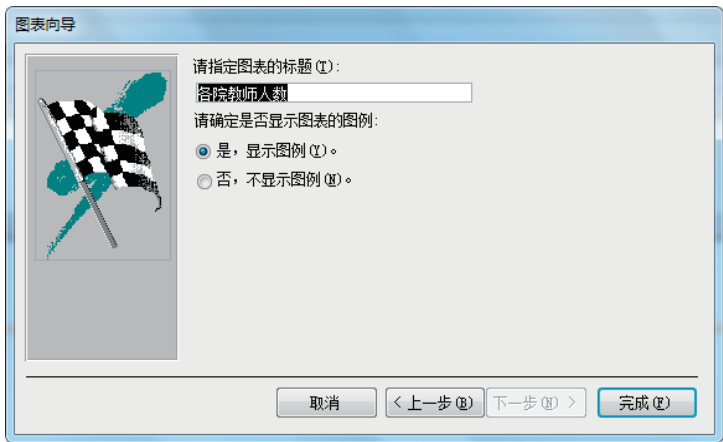 图表向导
请指定图表的标题(T):
各院教师人数
请确定是否显示图表的图例:
是，显示图例(Y)。
否，不显示图例(N)。
取消 < 上一步(B) 下一步(N) > 完成(F)